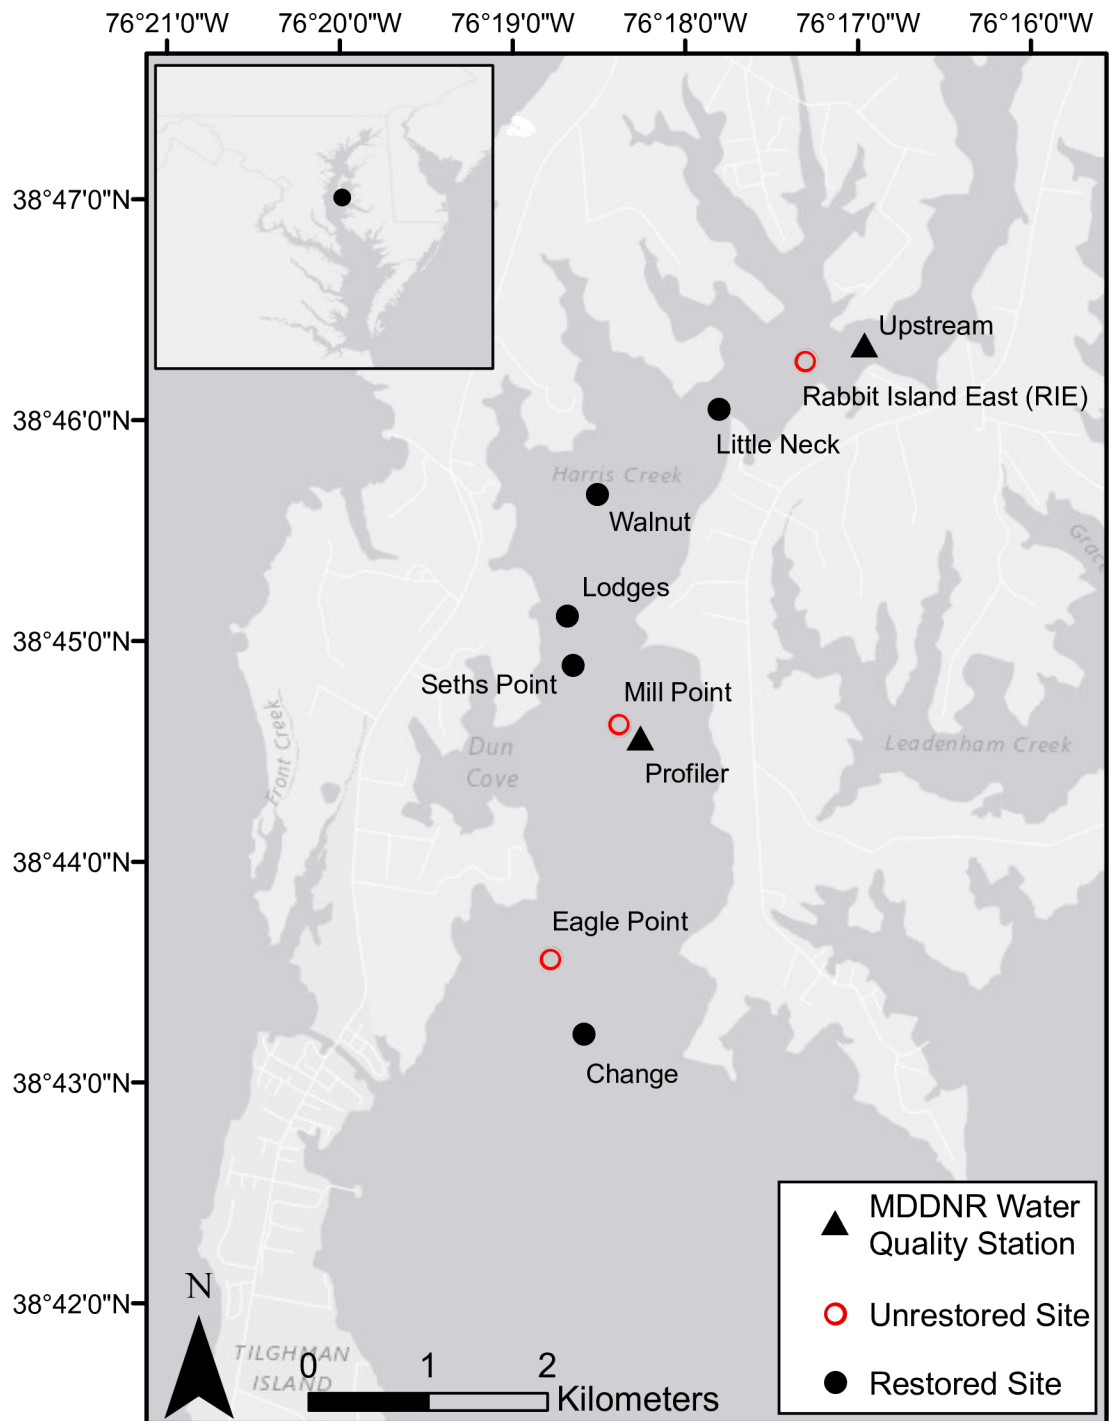 76°21'0"W 76°20'0"W 76°19'0"W 76°18'0"W 76°17'0"W 76°16'0"W
38°47'0"N
Upstream
Rabbit Island East (RIE)
38°46'0"N
Little Neck
Harris Creek
Walnut
Grace
Lodges
38°45'0"N
Seths Point
Mill Point
Front Creek
Dun
Cove
Leadenham Creek
Profiler
38°44'0"N
Eagle Point
Change
38°43'0"N
MDDNR Water
Quality Station
N
38°42'0"N
Unrestored Site
TILGHMAN
ISLAND
0 1 2
Kilometers
Restored Site